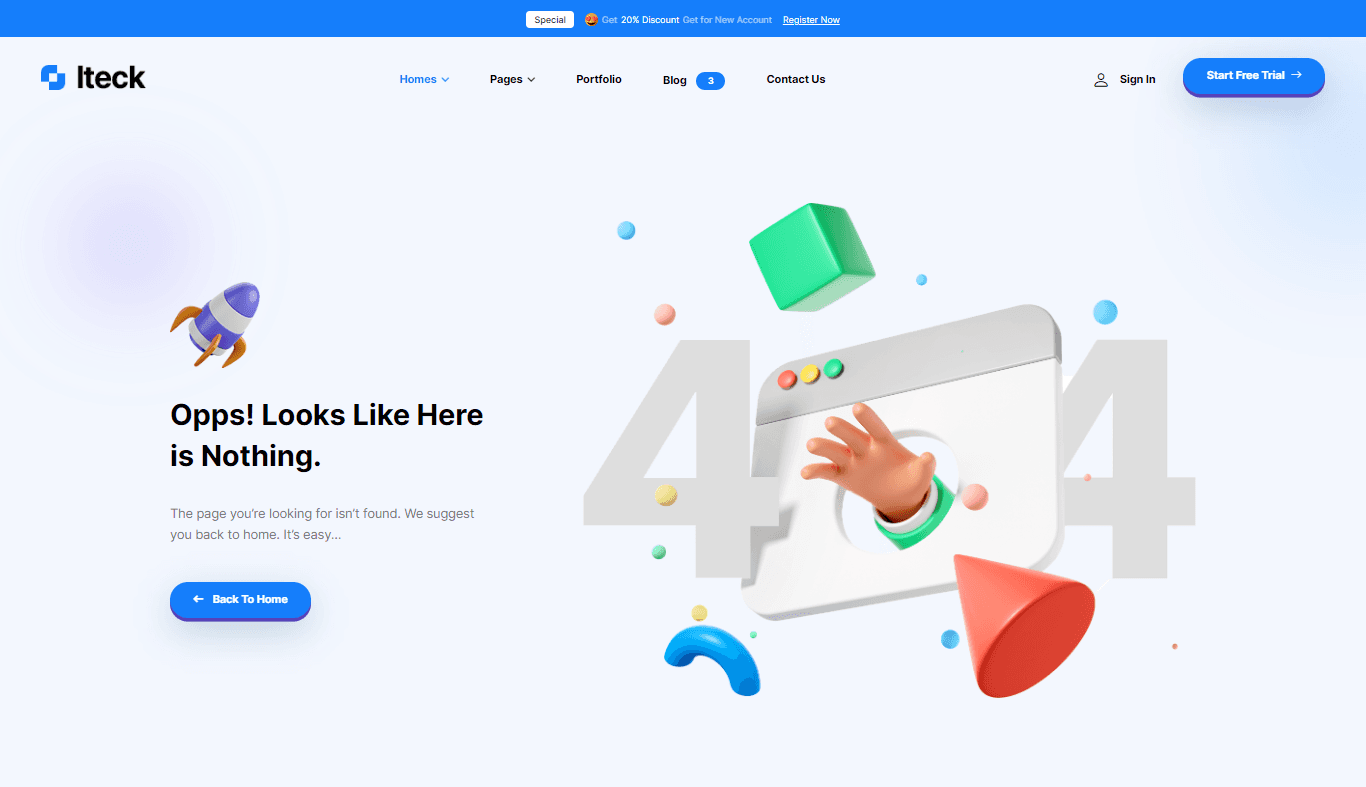 Special Get 20% Discount Get for New Account Register Now
Iteck Homes Pages Portfolio Blog 3 Contact Us Sign In Start Free Trial
4 4
Opps! Looks Like Here
is Nothing.
The page you're looking for isn't found. We suggest
you back to home. It's easy...
Back To Home